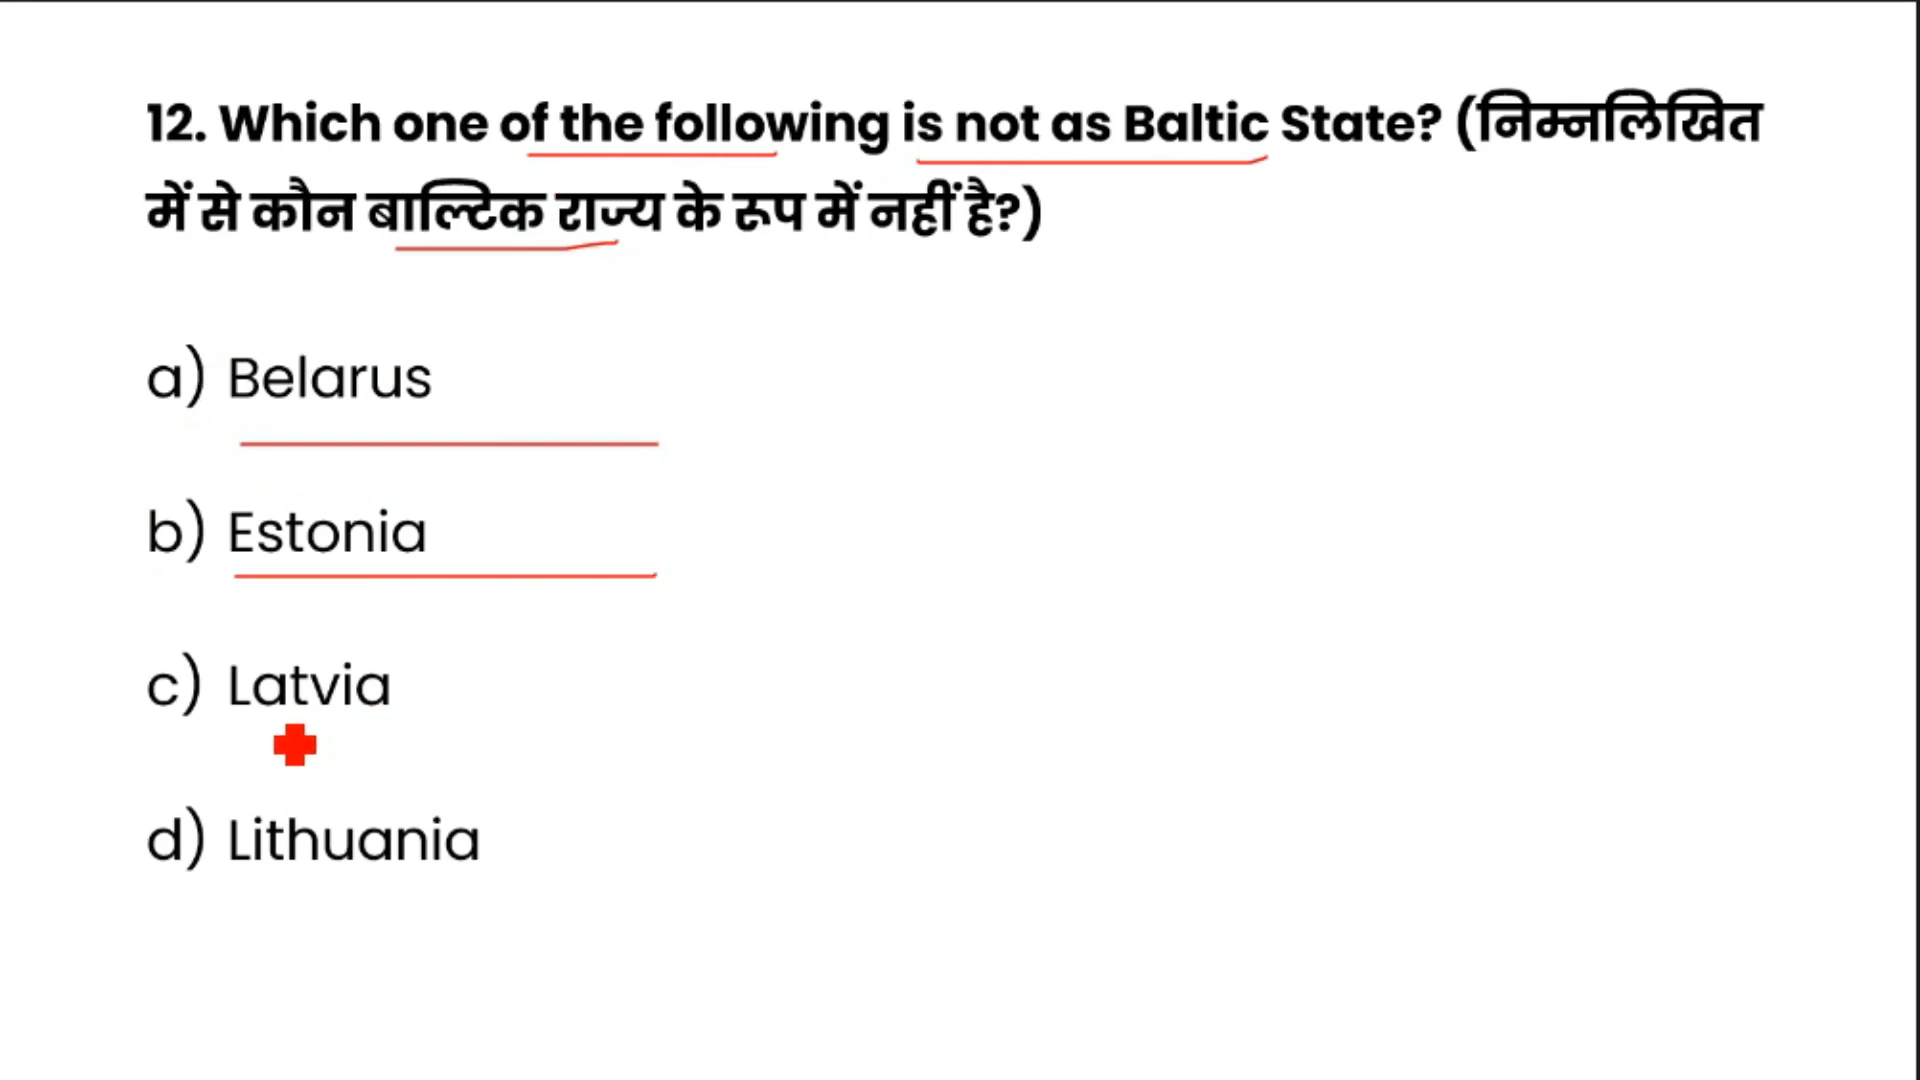 12. Which one of the following is not as Baltic State? (निम्नलिखित
में से कौन बाल्टिक राज्य के रूप में नहीं है?)
a) Belarus
b) Estonia
c) Latvia
d) Lithuania